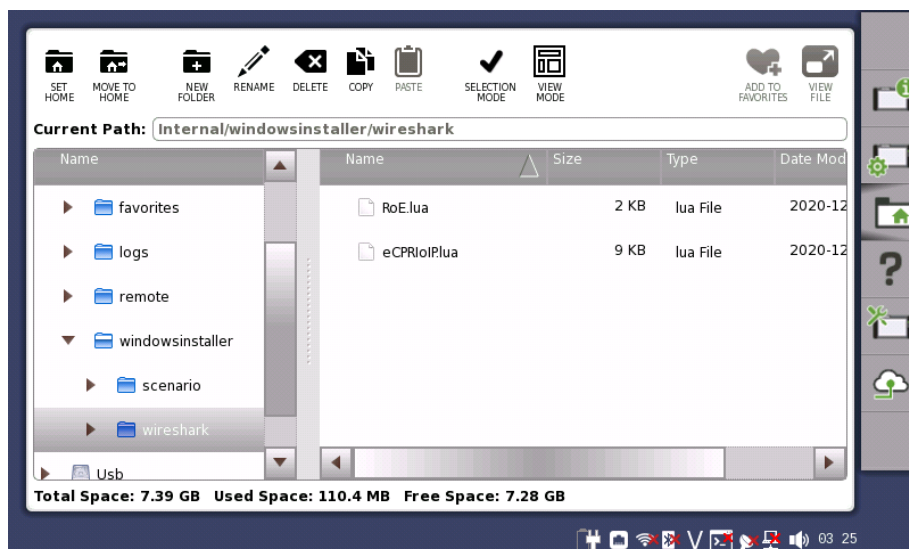 SET HOME
MOVE TO HOME
NEW FOLDER
RENAME
DELETE
COPY
PASTE
SELECTION MODE
VIEW MODE
ADD TO FAVORITES
VIEW FILE
Current Path: Internal/windowsinstaller/wireshark
Name
Name Size Type Date Mod
favorites
RoE.lua 2 KB lua File 2020-12
logs
eCPRIoIP.lua 9 KB lua File 2020-12
remote
windowsinstaller
scenario
wireshark
Usb
Total Space: 7.39 GB Used Space: 110.4 MB Free Space: 7.28 GB
V
03 25